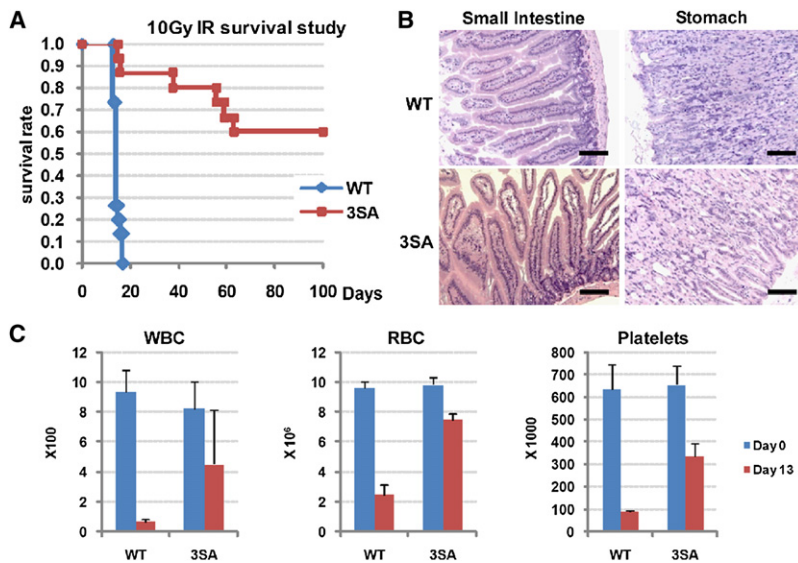 A
10Gy IR survival study
survival rate
1.0
0.9
0.8
0.7
0.6
0.5
0.4
0.3
0.2
0.1
0.0
0 20 40 60 80 100 Days
WT
3SA
B
Small Intestine Stomach
WT
3SA
C
WBC
X100
12
10
8
6
4
2
0
WT 3SA
RBC
X10⁶
12
10
8
6
4
2
0
WT 3SA
Platelets
X1000
800
700
600
500
400
300
200
100
0
WT 3SA
Day 0
Day 13